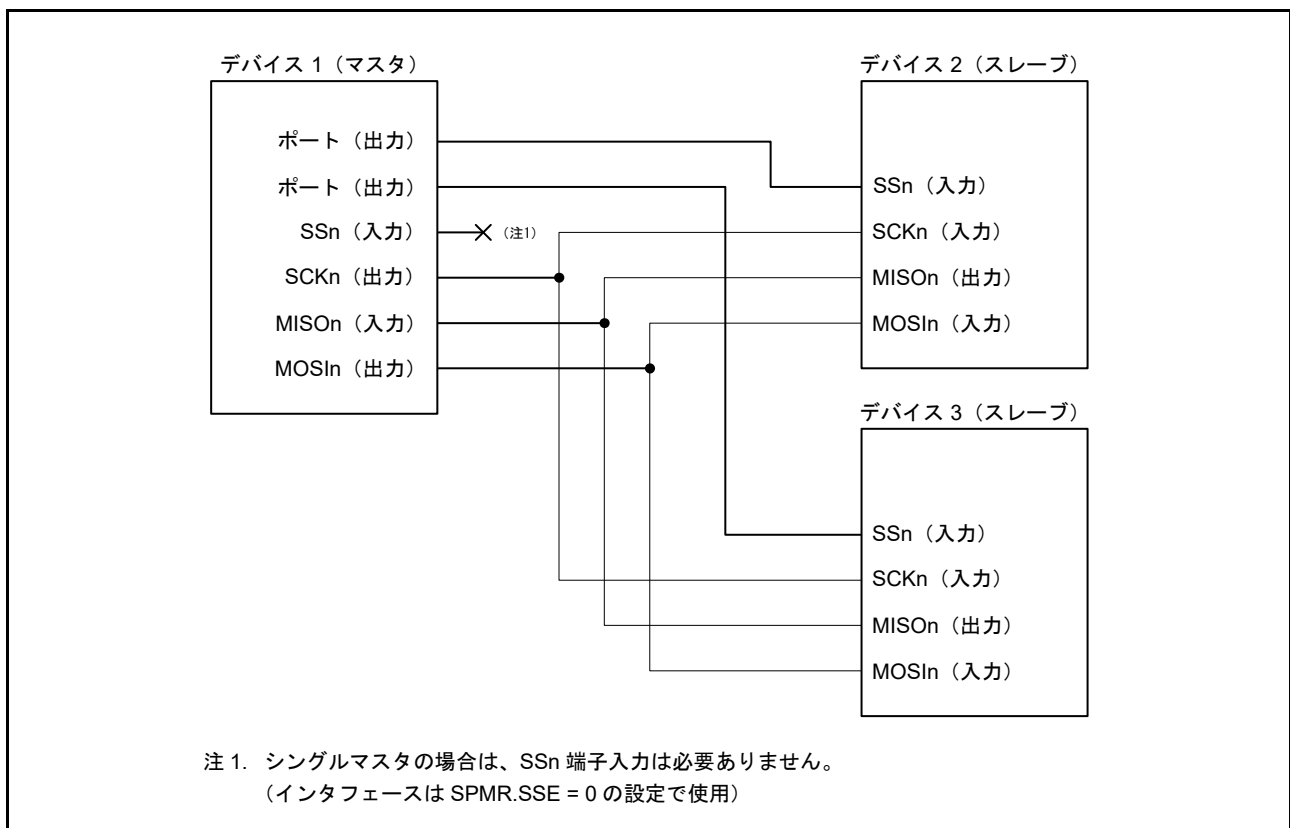 デバイス 1（マスタ）
ポート（出力）
ポート（出力）
SSn（入力）
（注1）
SCKn（出力）
MISOn（入力）
MOSIn（出力）
デバイス 2（スレーブ）
SSn（入力）
SCKn（入力）
MISOn（出力）
MOSIn（入力）
デバイス 3（スレーブ）
SSn（入力）
SCKn（入力）
MISOn（出力）
MOSIn（入力）
注 1. シングルマスタの場合は、SSn 端子入力は必要ありません。
（インタフェースは SPMR.SSE = 0 の設定で使用）